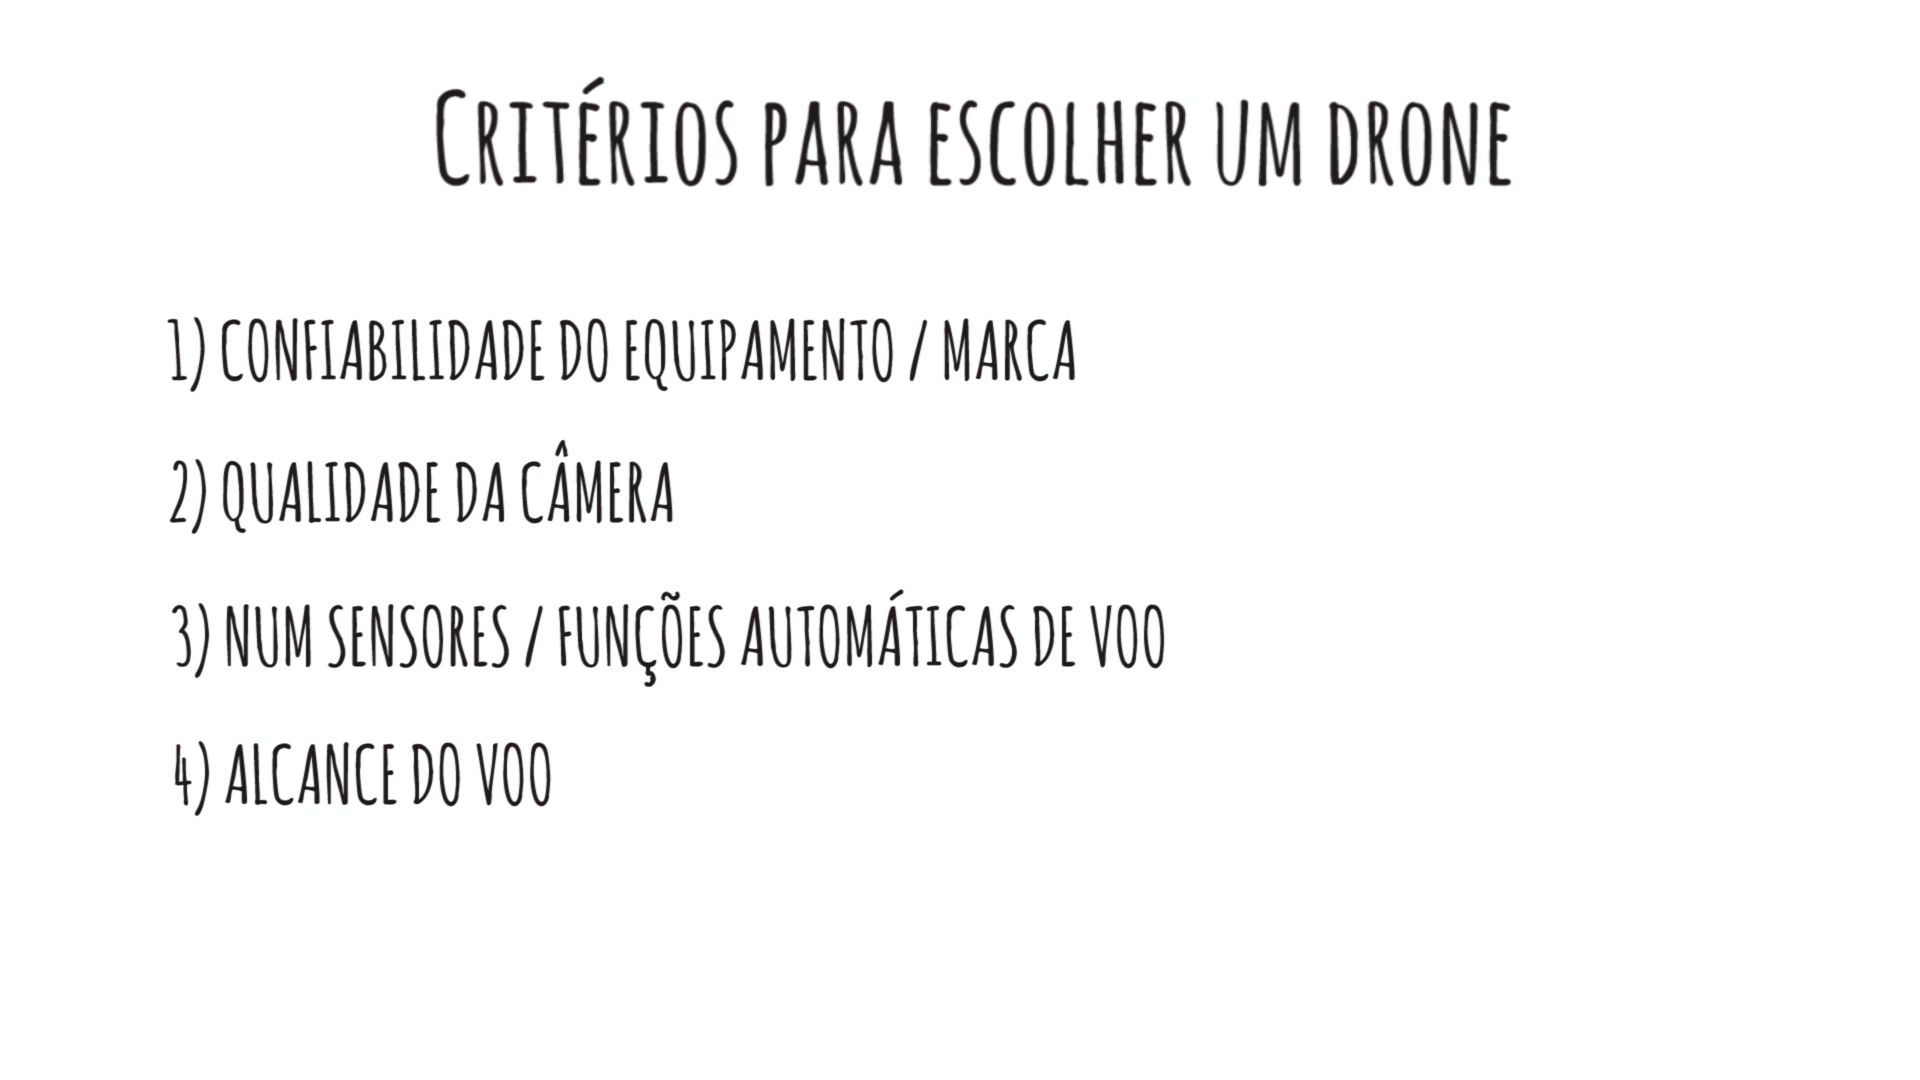 Critérios para escolher um drone
1) CONFIABILIDADE DO EQUIPAMENTO / MARCA
2) QUALIDADE DA CÂMERA
3) NUM SENSORES / FUNÇÕES AUTOMÁTICAS DE VOO
4) ALCANCE DO VOO